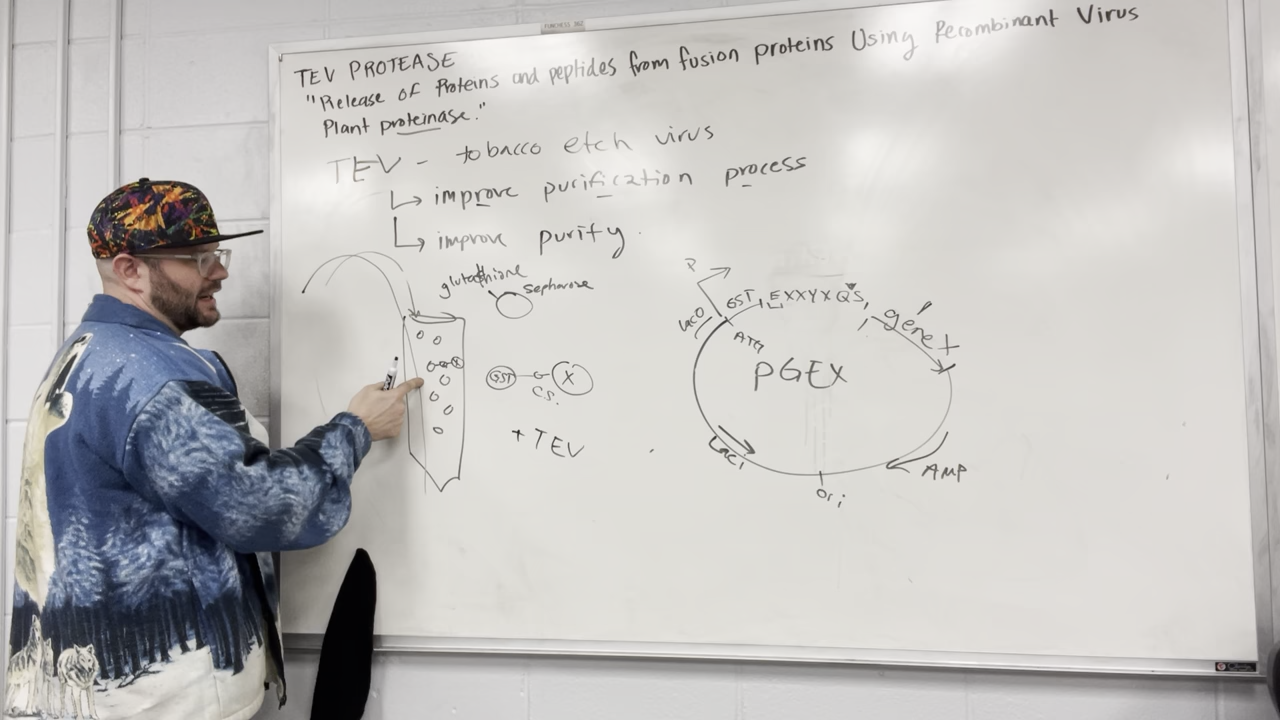 TEV PROTEASE
"Release of Proteins and peptides from fusion proteins Using Recombinant Virus
Plant proteinase."
TEV - tobacco etch virus
improve purification process
improve purity.
glutathione
sepharose
GST
X
C.S.
+ TEV
P
lacO
GST EXXYXQS
gene X
ATG
PGEX
Laci
Ori
AMP